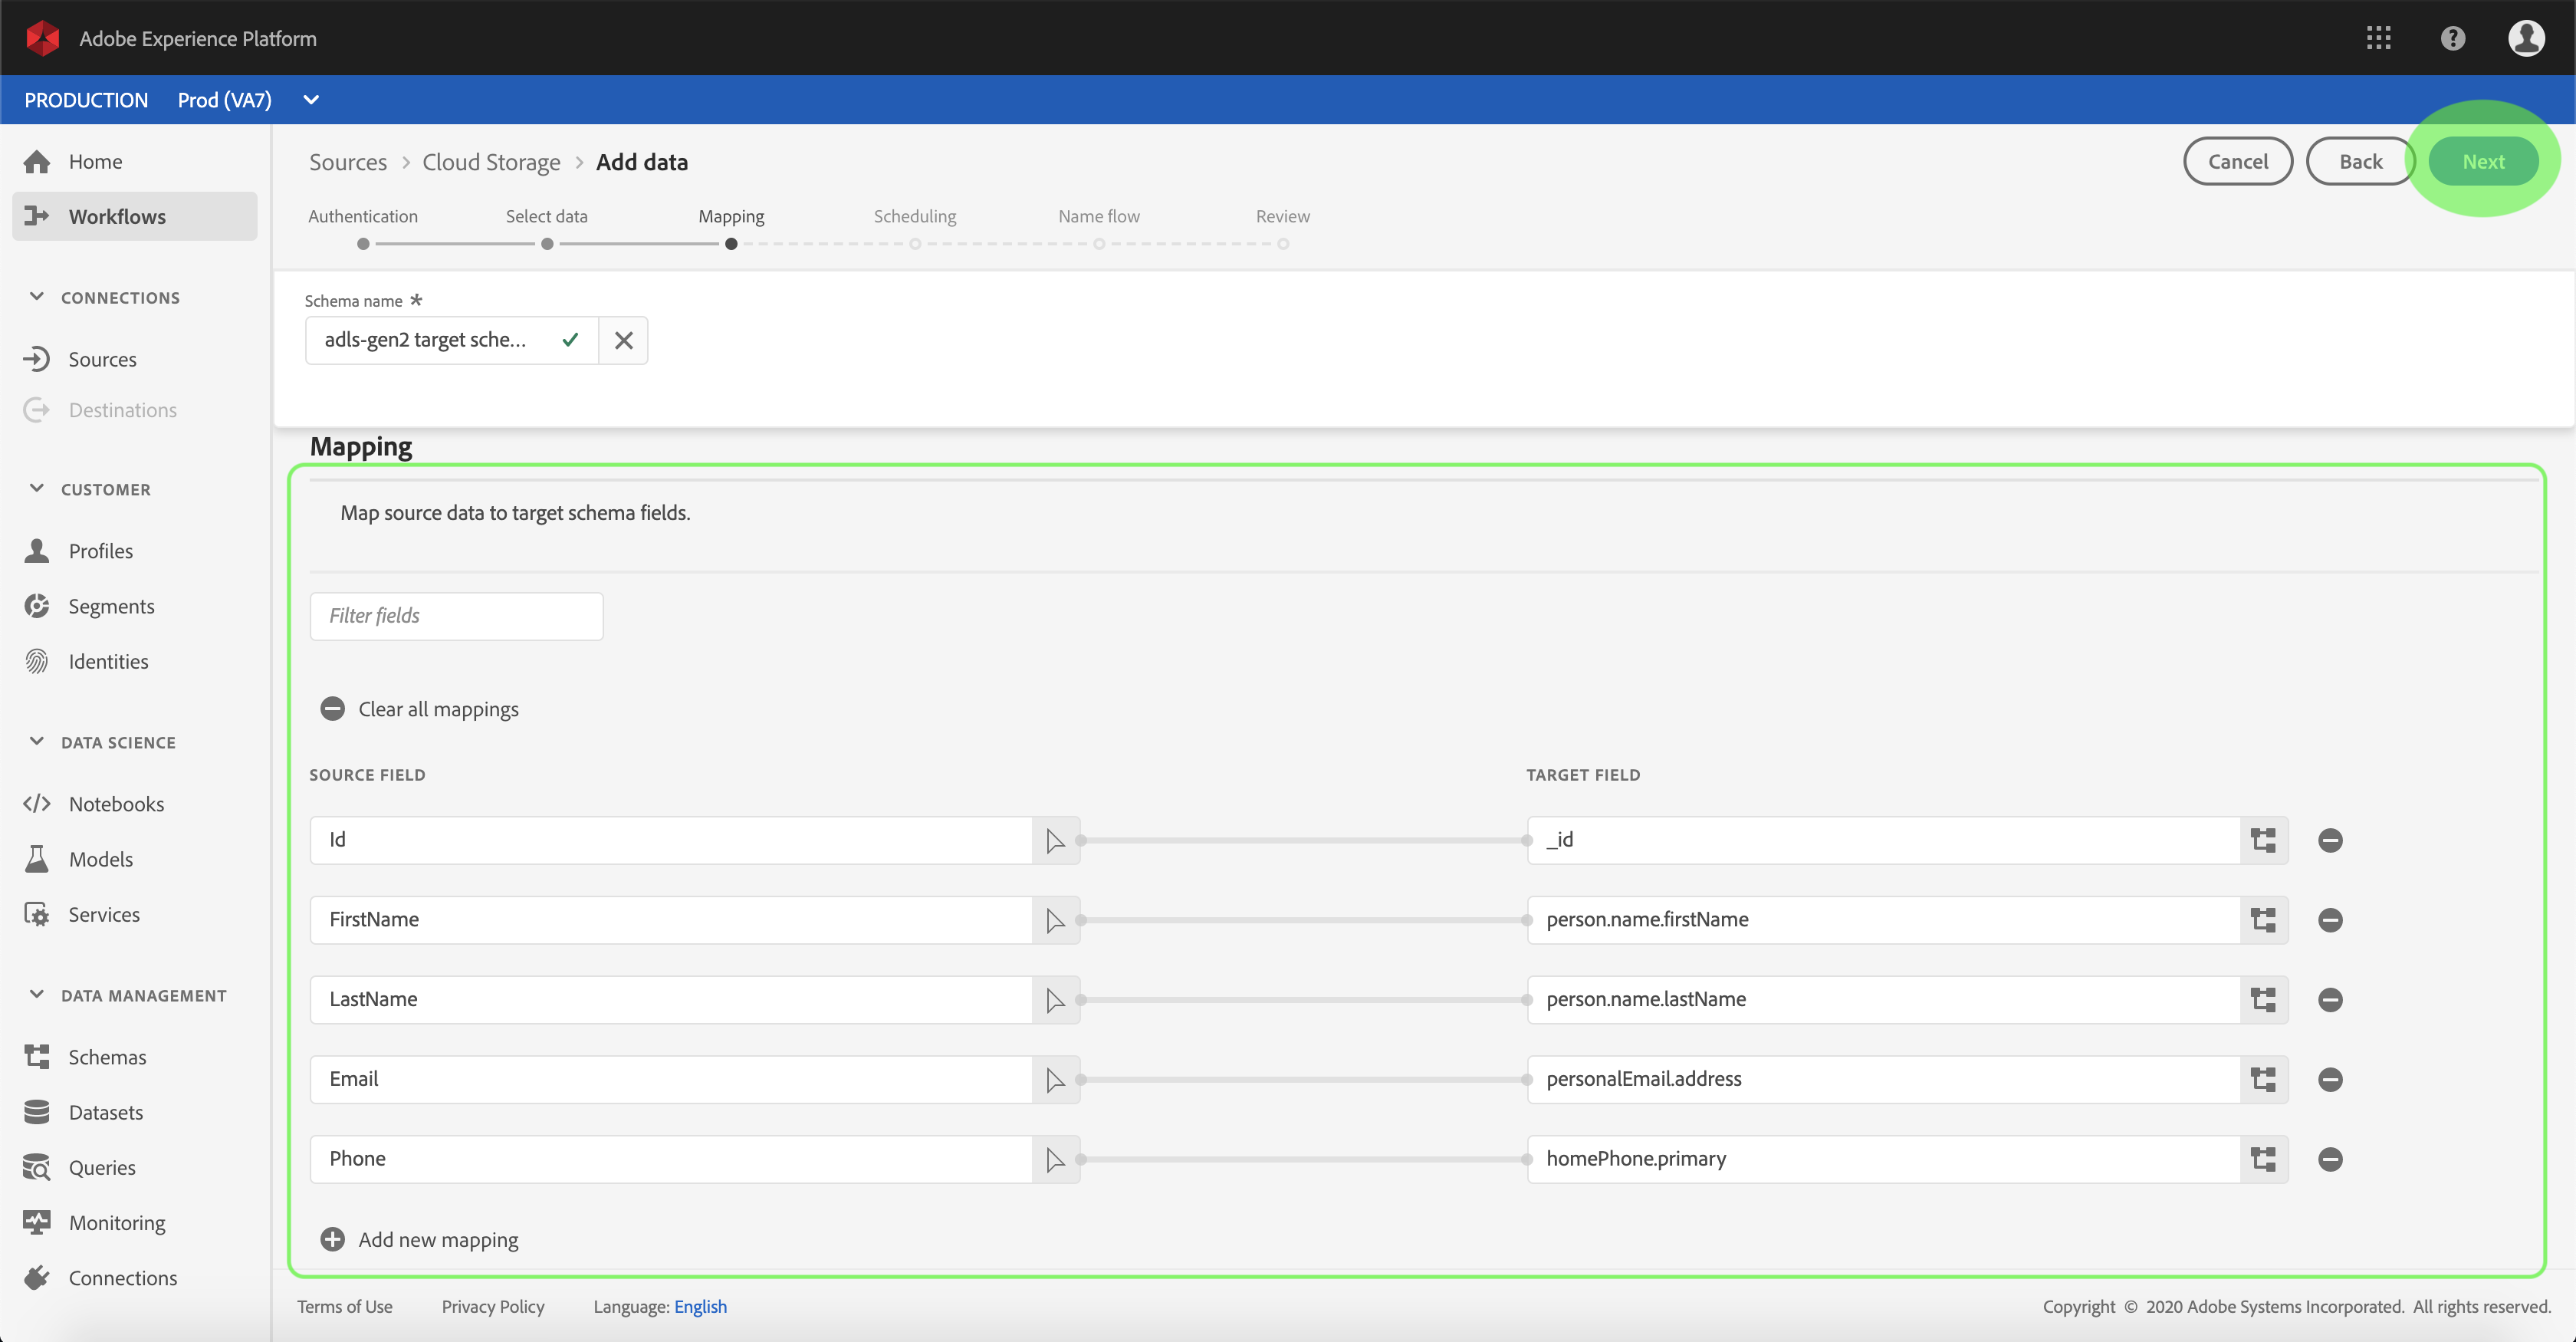 Adobe Experience Platform
PRODUCTION Prod (VA7)
Home
Workflows
CONNECTIONS
Sources
Destinations
CUSTOMER
Profiles
Segments
Identities
DATA SCIENCE
Notebooks
Models
Services
DATA MANAGEMENT
Schemas
Datasets
Queries
Monitoring
Connections
Sources > Cloud Storage > Add data
Cancel Back Next
Authentication Select data Mapping Scheduling Name flow Review
Schema name *
adls-gen2 target sche...
Mapping
Map source data to target schema fields.
Filter fields
Clear all mappings
SOURCE FIELD TARGET FIELD
Id _id
FirstName person.name.firstName
LastName person.name.lastName
Email personalEmail.address
Phone homePhone.primary
Add new mapping
Terms of Use Privacy Policy Language: English Copyright © 2020 Adobe Systems Incorporated. All rights reserved.